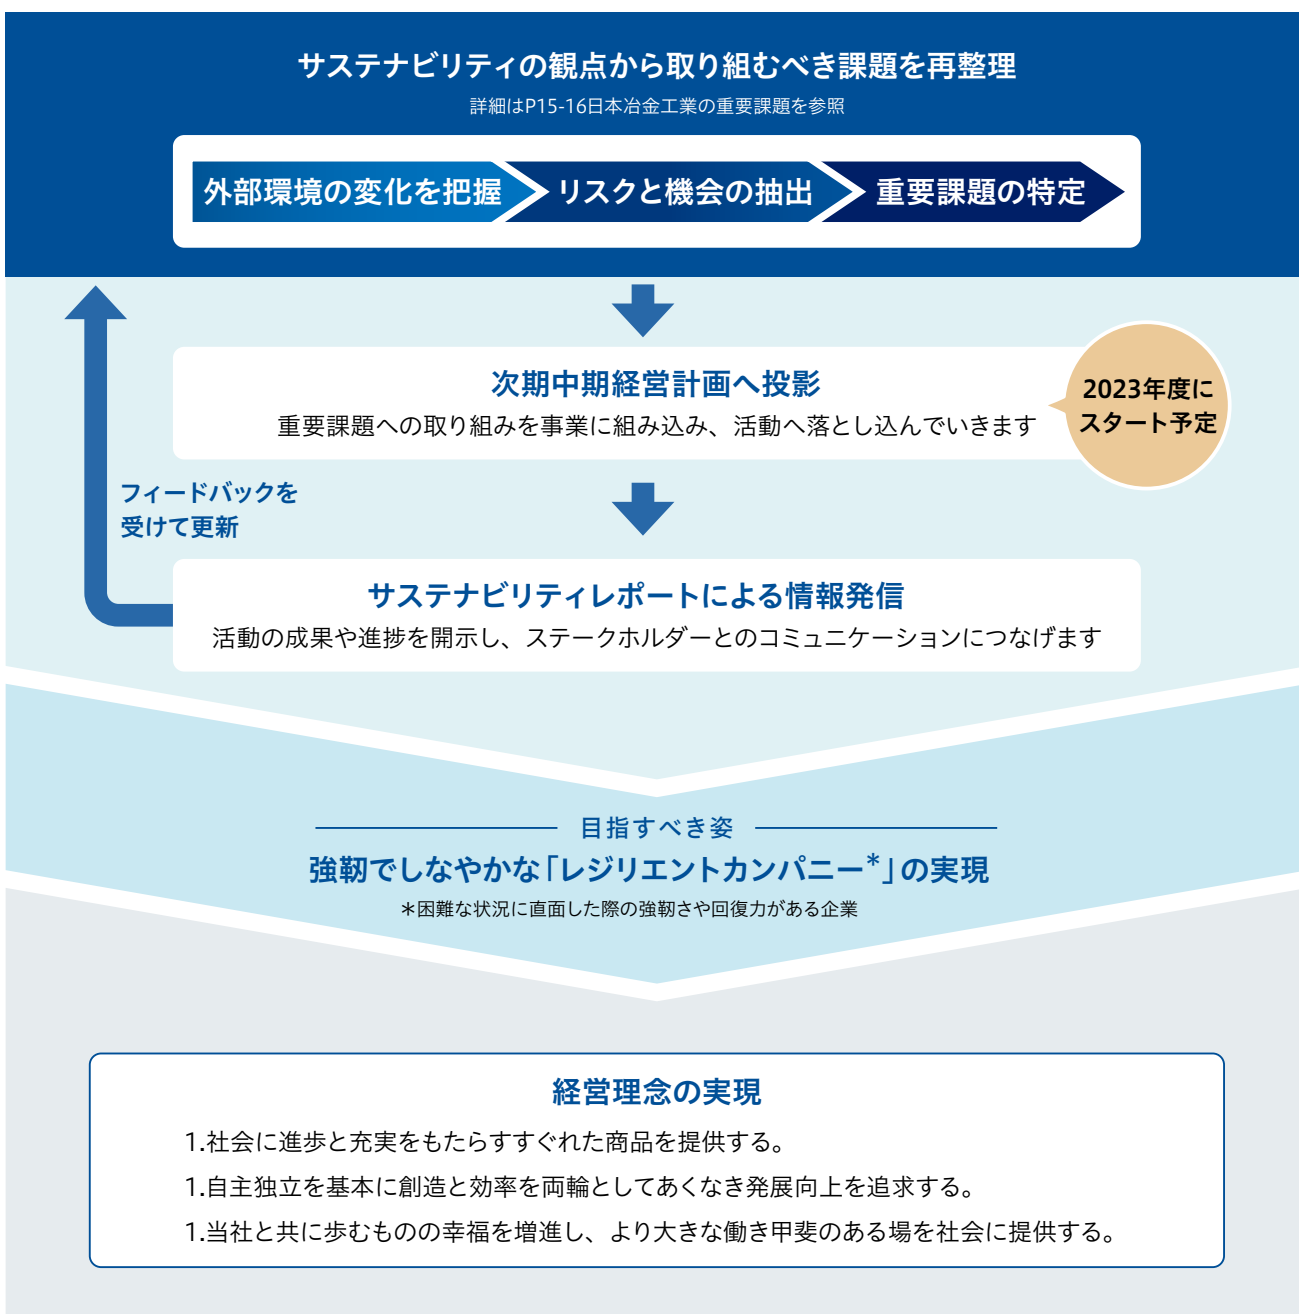 サステナビリティの観点から取り組むべき課題を再整理
詳細はP15-16日本冶金工業の重要課題を参照
外部環境の変化を把握
リスクと機会の抽出
重要課題の特定
次期中期経営計画へ投影
重要課題への取り組みを事業に組み込み、活動へ落とし込んでいきます
2023年度に
スタート予定
フィードバックを
受けて更新
サステナビリティレポートによる情報発信
活動の成果や進捗を開示し、ステークホルダーとのコミュニケーションにつなげます
目指すべき姿
強靭でしなやかな「レジリエントカンパニー*」の実現
*困難な状況に直面した際の強靭さや回復力がある企業
経営理念の実現
1.社会に進歩と充実をもたらすすぐれた商品を提供する。
1.自主独立を基本に創造と効率を両輪としてあくなき発展向上を追求する。
1.当社と共に歩むものの幸福を増進し、より大きな働き甲斐のある場を社会に提供する。